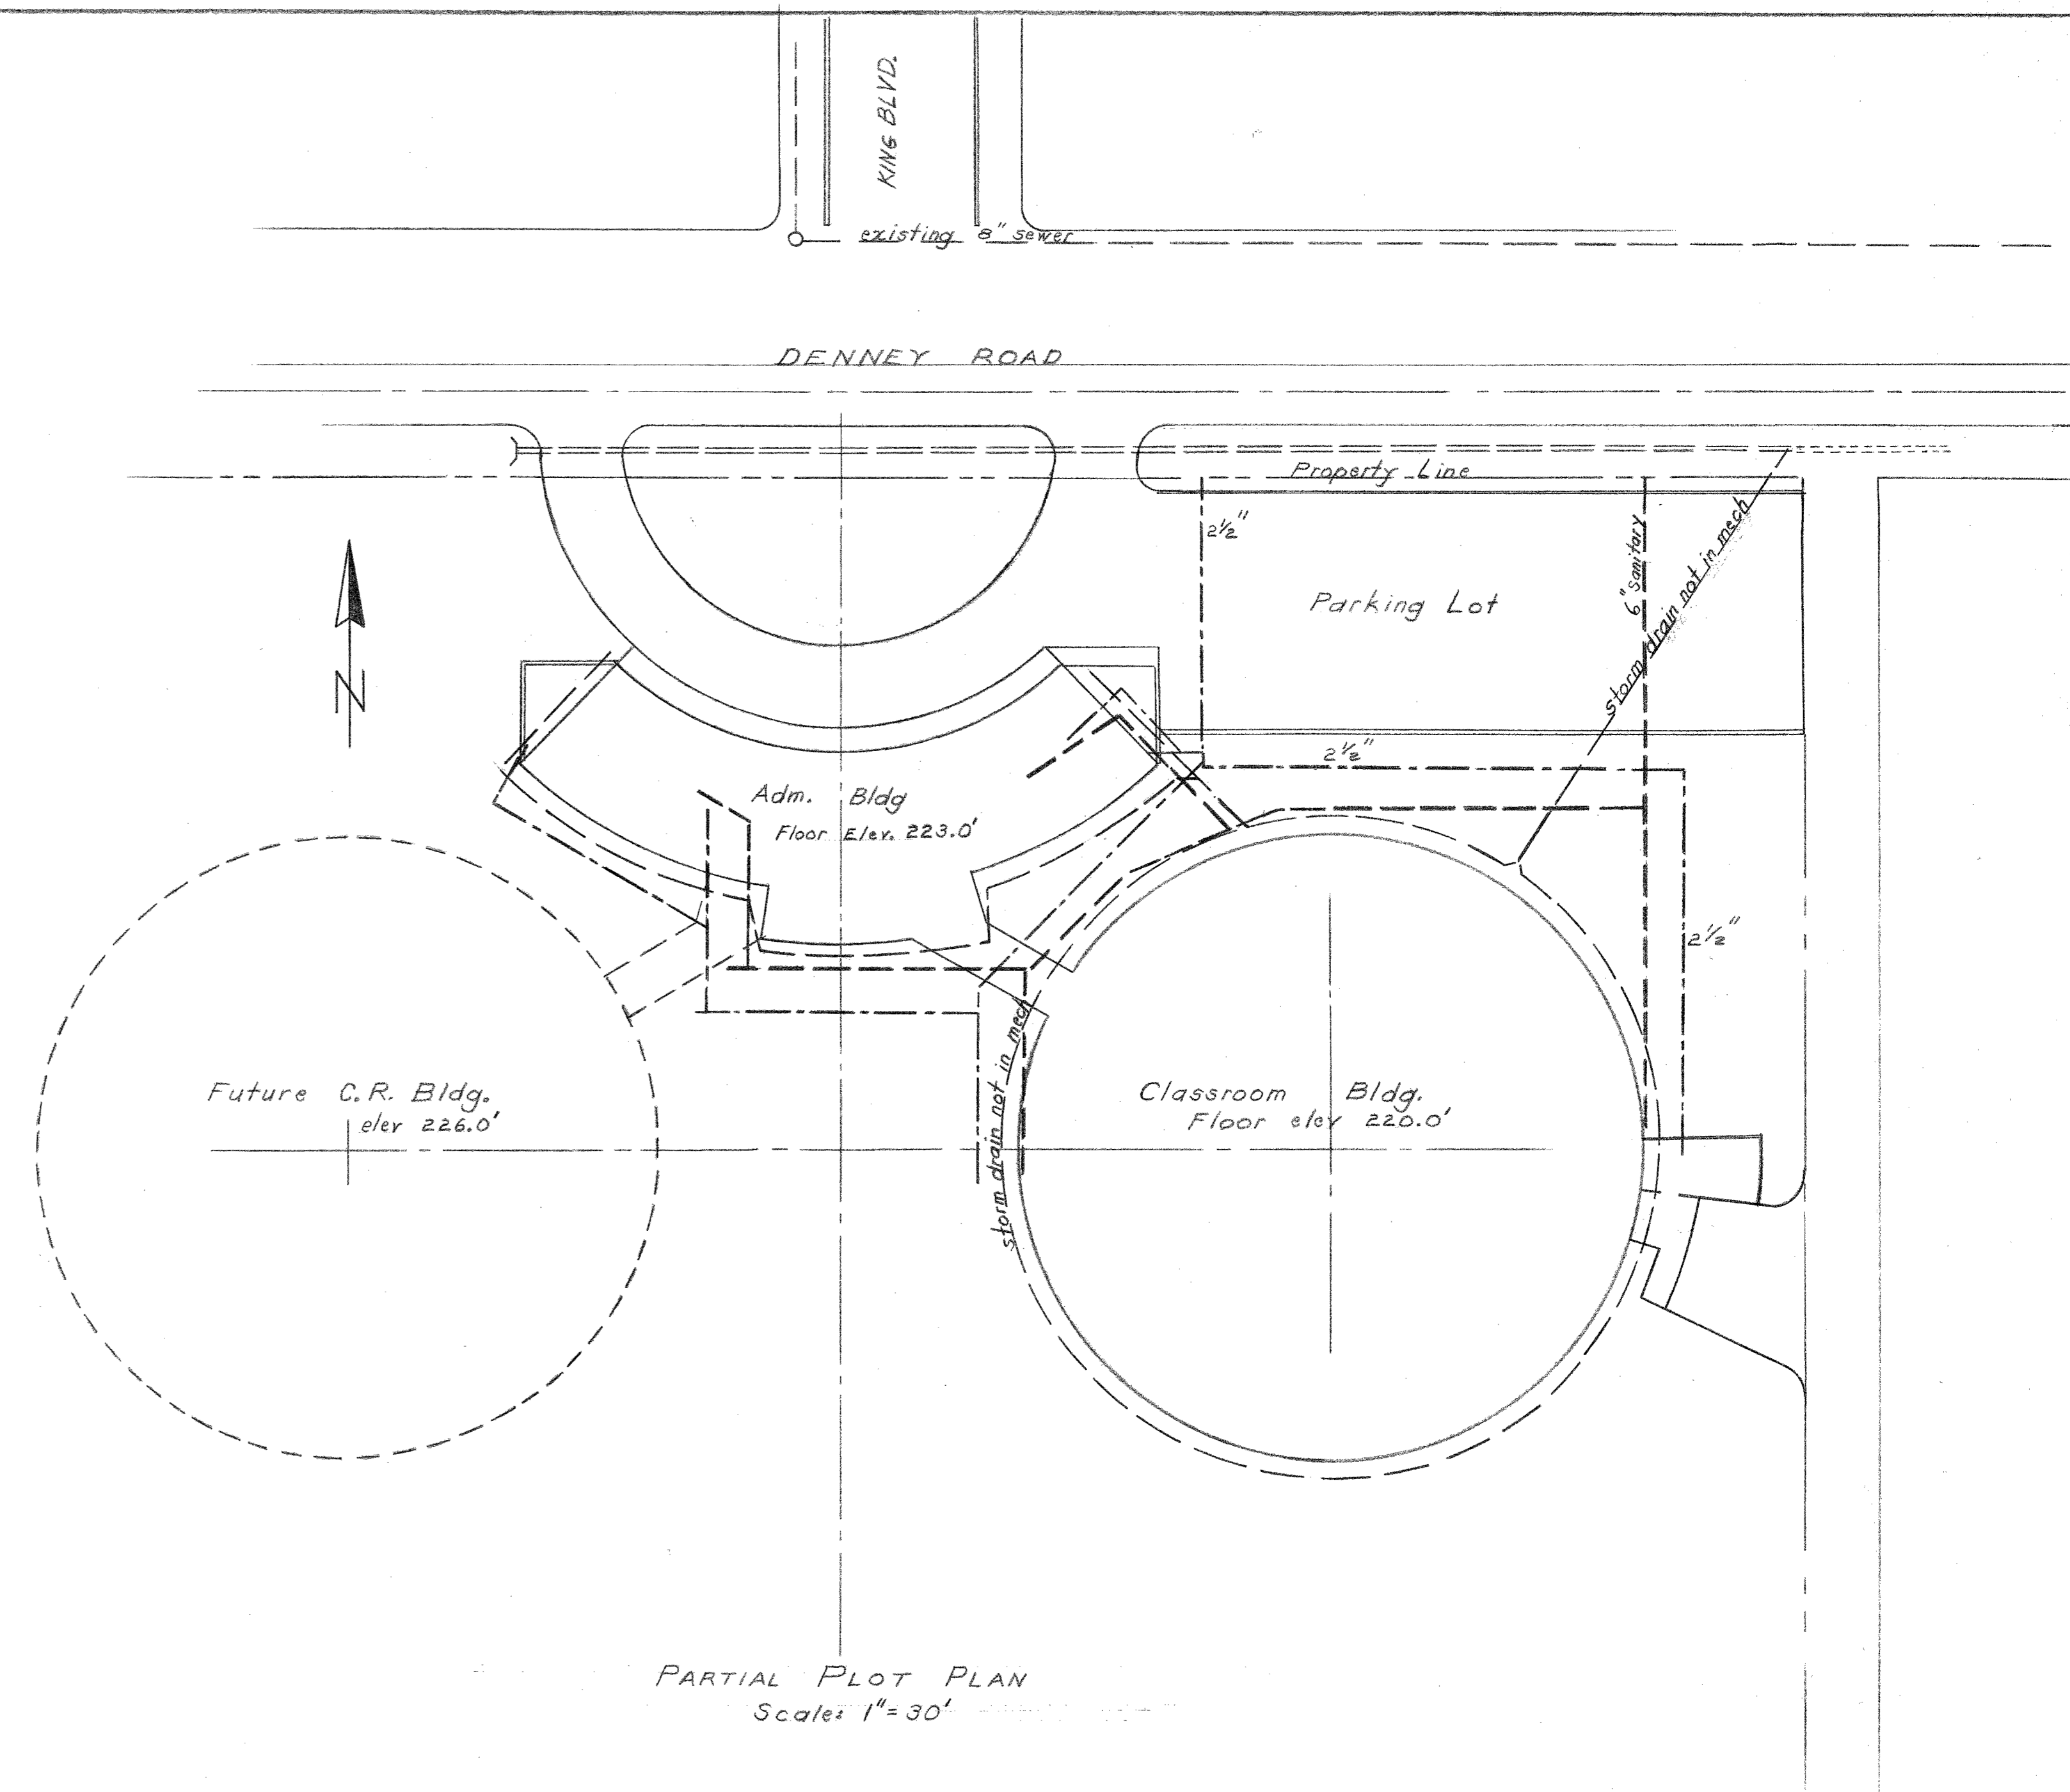 KING BLVD.
existing 8" sewer
DENNEY ROAD
Property Line
2½"
6" sanitary
storm drain not in mech
Parking Lot
N
2½"
Adm. Bldg
Floor Elev. 223.0'
2½"
storm drain not in mech
Future C.R. Bldg.
elev 226.0'
Classroom Bldg.
Floor elev 220.0'
PARTIAL PLOT PLAN
Scale: 1"= 30'